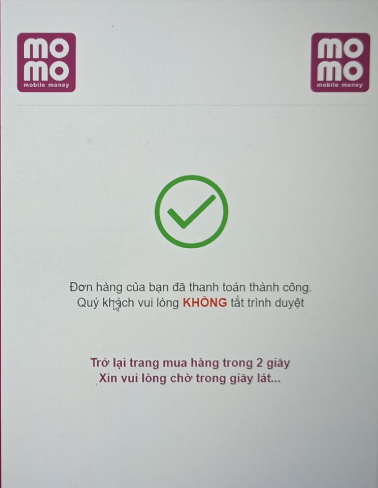 mo mo
mo mo
mobile money
mobile money
Đơn hàng của bạn đã thanh toán thành công.
Quý khách vui lòng KHÔNG tắt trình duyệt
Trở lại trang mua hàng trong 2 giây
Xin vui lòng chờ trong giây lát...